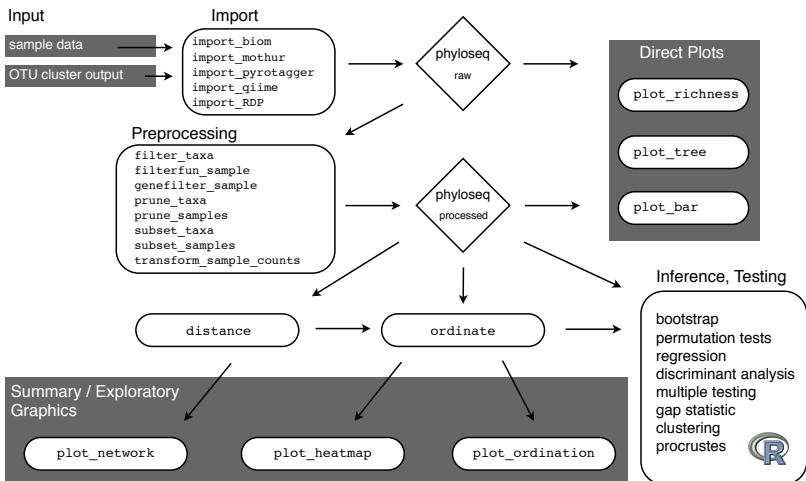 Input
Import
sample data
OTU cluster output
import_biom
import_mothur
import_pyrotagger
import_qiime
import_RDP
phyloseq
raw
Direct Plots
plot_richness
plot_tree
plot_bar
Preprocessing
filter_taxa
filterfun_sample
genefilter_sample
prune_taxa
prune_samples
subset_taxa
subset_samples
transform_sample_counts
phyloseq
processed
Inference, Testing
bootstrap
permutation tests
regression
discriminant analysis
multiple testing
gap statistic
clustering
procrustes
R
distance
ordinate
Summary / Exploratory
Graphics
plot_network
plot_heatmap
plot_ordination